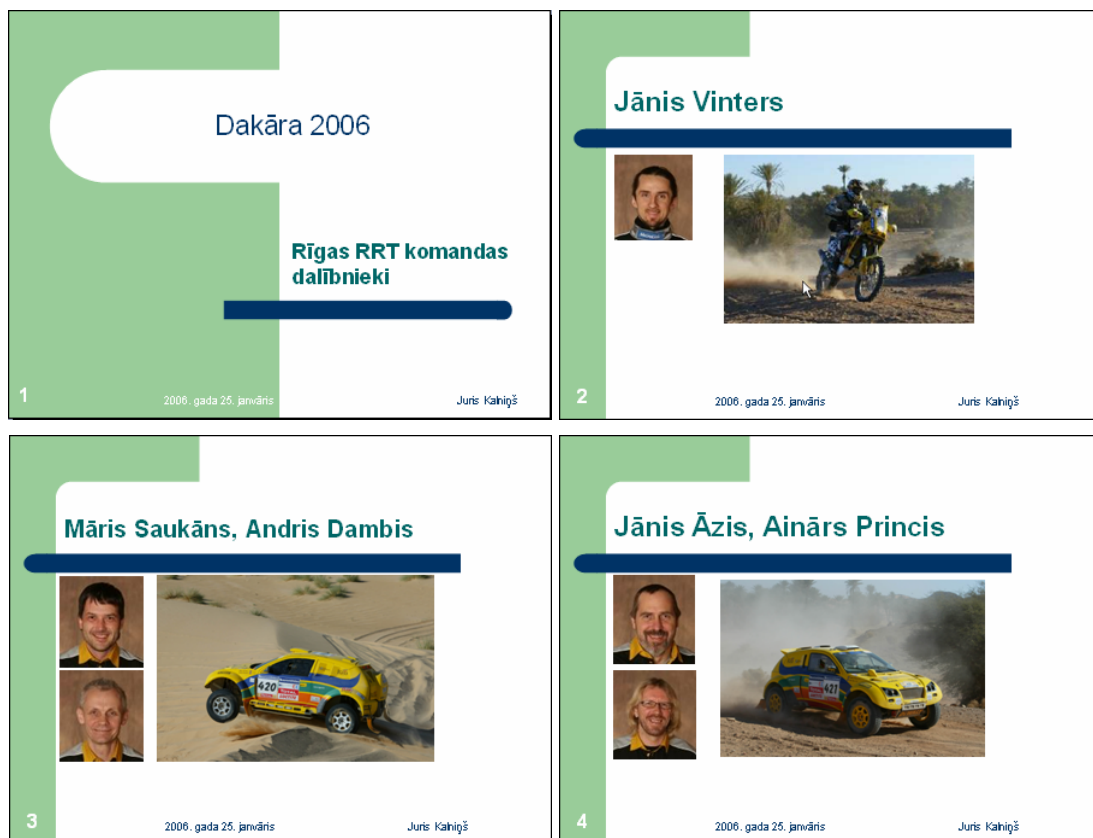 Dakāra 2006
Rīgas RRT komandas
dalībnieki
1
2006. gada 25. janvāris
Juris Kalniņš
Jānis Vinters
2
2006. gada 25. janvāris
Juris Kalniņš
Māris Saukāns, Andris Dambis
420
3
2006. gada 25. janvāris
Juris Kalniņš
Jānis Āzis, Ainārs Princis
421
4
2006. gada 25. janvāris
Juris Kalniņš